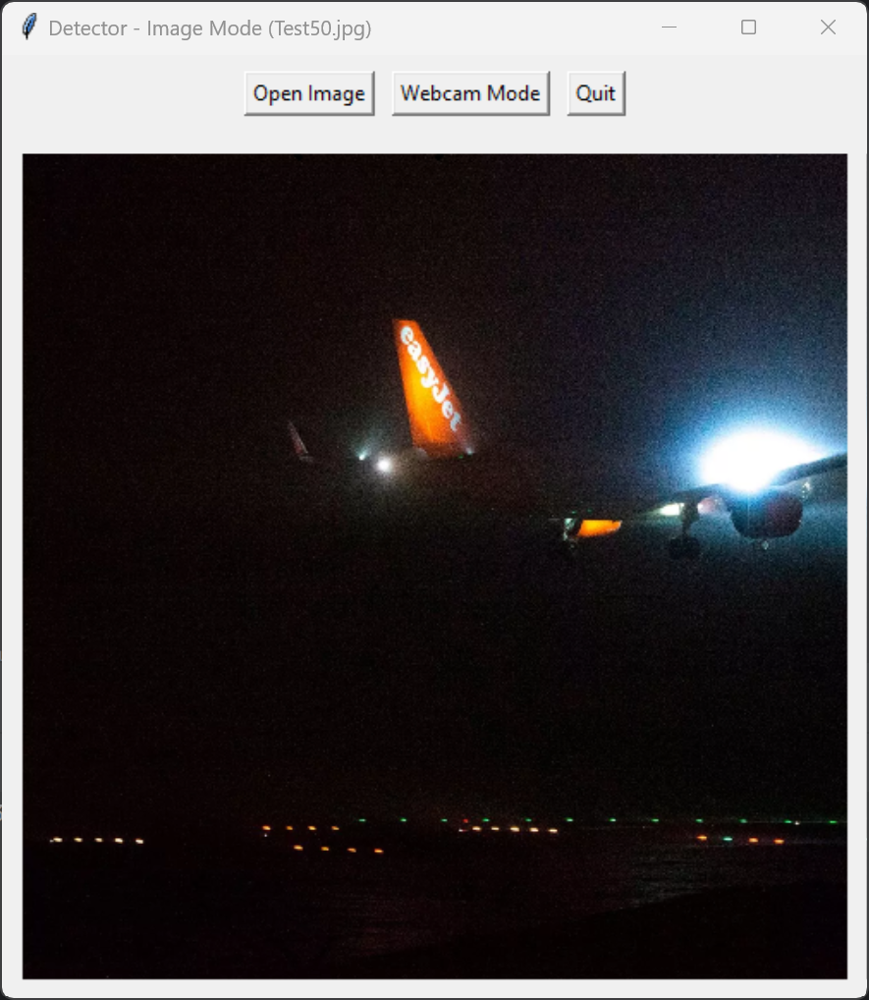 Detector - Image Mode (Test50.jpg)
Open Image Webcam Mode Quit
easyJet